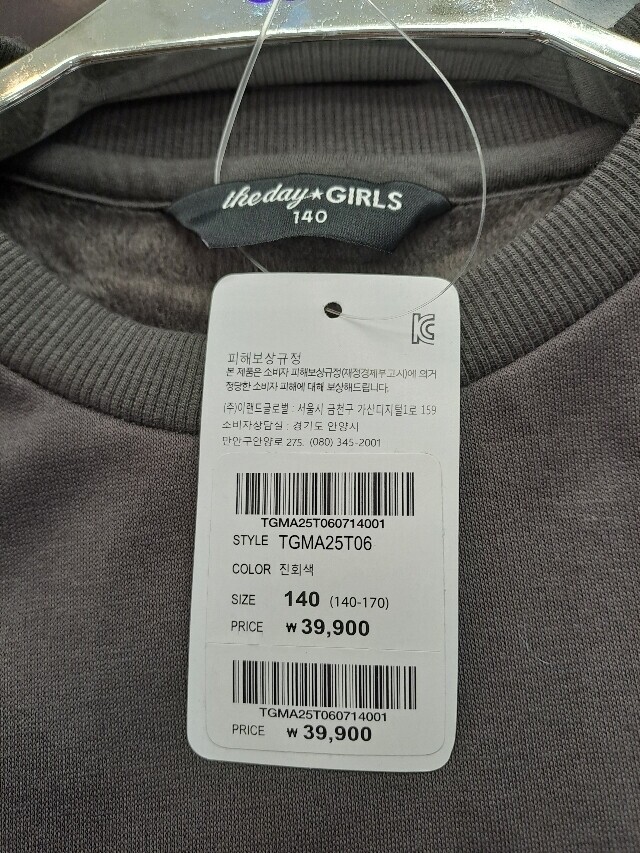 theday★GIRLS
140
KC
피해보상규정
본 제품은 소비자 피해보상규정(재정경제부고시)에 의거
정당한 소비자 피해에 대해 보상해드립니다.
(주)이랜드글로벌 : 서울시 금천구 가산디지털1로 159
소비자상담실 : 경기도 안양시
만안구안양로 275. (080) 345-2001
TGMA25T060714001
STYLE TGMA25T06
COLOR 진회색
SIZE 140 (140-170)
PRICE ₩ 39,900
TGMA25T060714001
PRICE ₩ 39,900